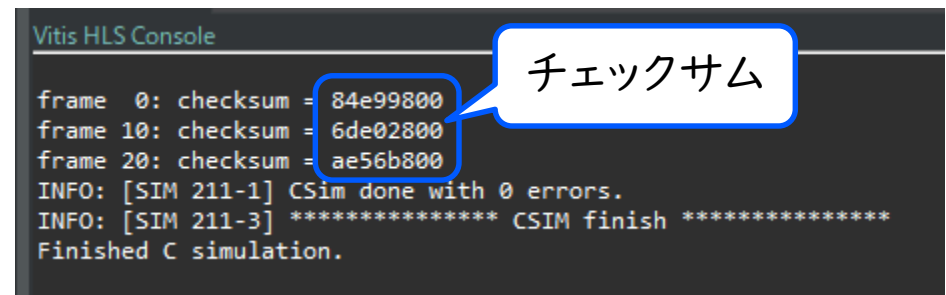 Vitis HLS Console
チェックサム
frame  0: checksum = 84e99800
frame 10: checksum = 6de02800
frame 20: checksum = ae56b800
INFO: [SIM 211-1] CSim done with 0 errors.
INFO: [SIM 211-3] *************** CSIM finish ***************
Finished C simulation.